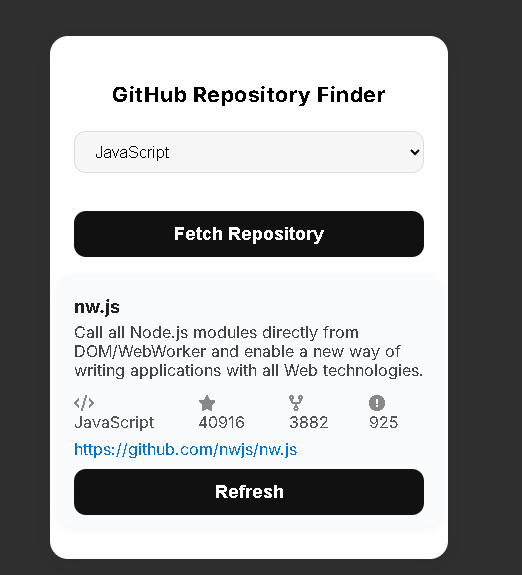 GitHub Repository Finder
JavaScript
Fetch Repository
nw.js
Call all Node.js modules directly from
DOM/WebWorker and enable a new way of
writing applications with all Web technologies.
JavaScript 40916 3882 925
https://github.com/nwjs/nw.js
Refresh